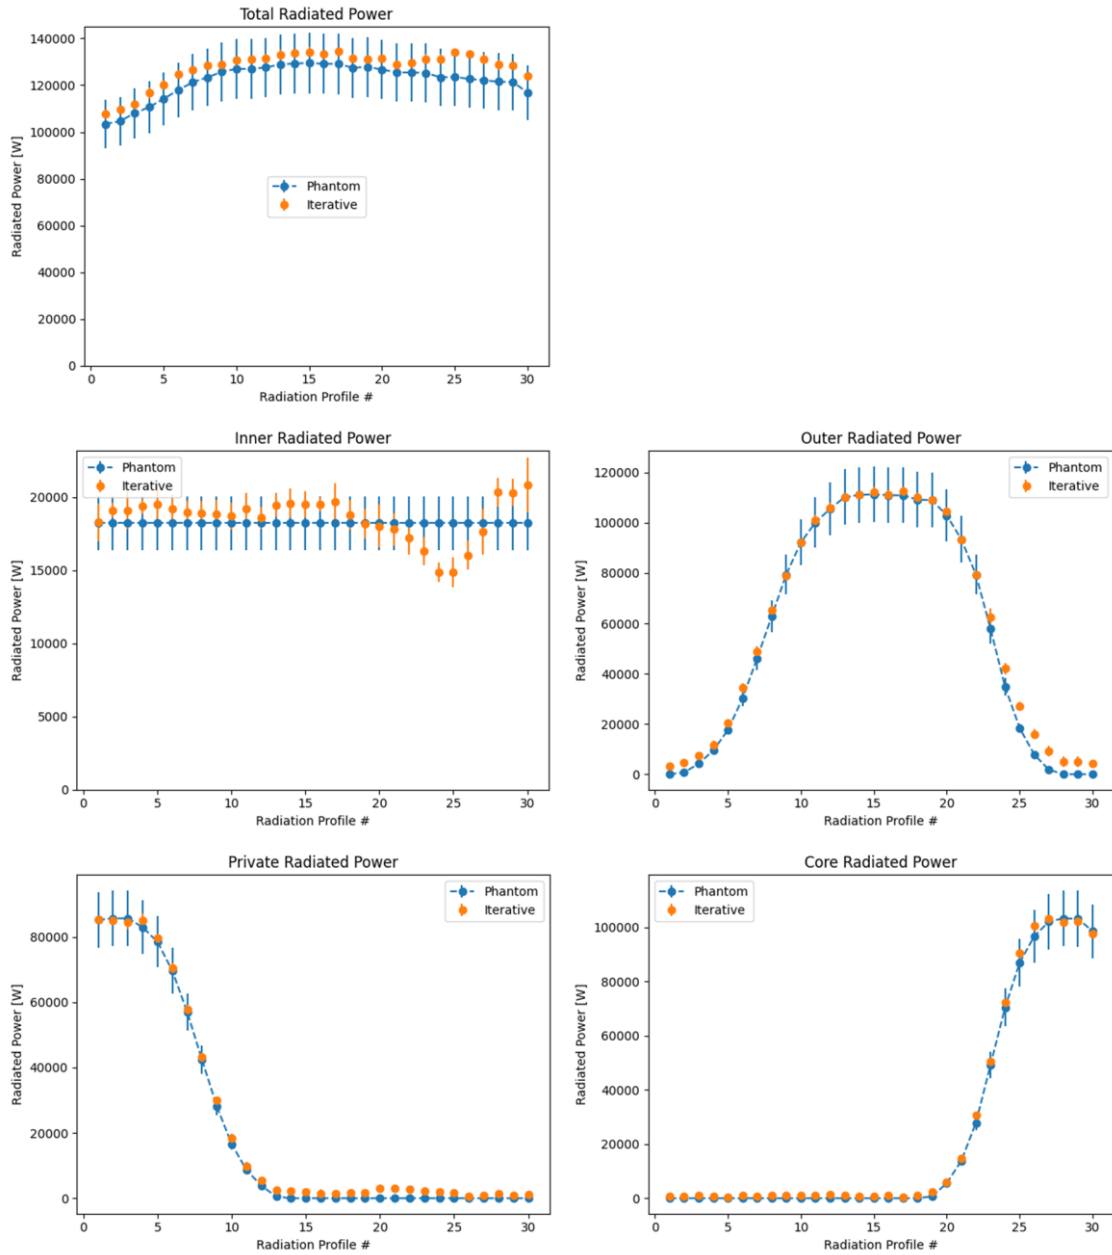 Total Radiated Power
Radiated Power [W]
140000
120000
100000
80000
60000
40000
20000
0
Phantom
Iterative
0 5 10 15 20 25 30
Radiation Profile #
Inner Radiated Power
Radiated Power [W]
20000
15000
10000
5000
0
Phantom
Iterative
0 5 10 15 20 25 30
Radiation Profile #
Outer Radiated Power
Radiated Power [W]
120000
100000
80000
60000
40000
20000
0
Phantom
Iterative
0 5 10 15 20 25 30
Radiation Profile #
Private Radiated Power
Radiated Power [W]
80000
60000
40000
20000
0
Phantom
Iterative
0 5 10 15 20 25 30
Radiation Profile #
Core Radiated Power
Radiated Power [W]
100000
80000
60000
40000
20000
0
Phantom
Iterative
0 5 10 15 20 25 30
Radiation Profile #